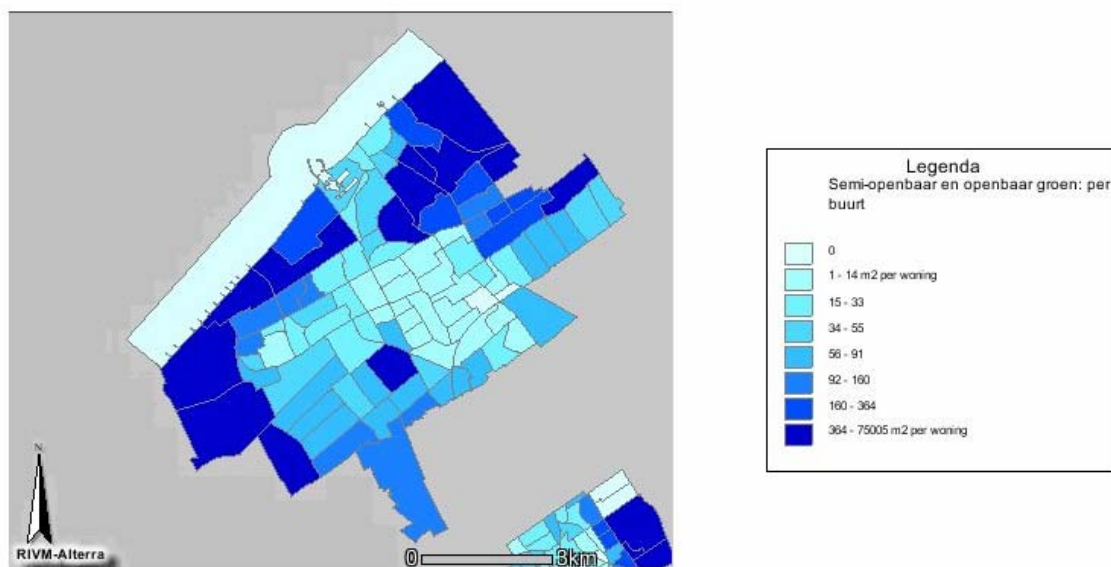 Legenda
Semi-openbaar en openbaar groen: per
buurt
0
1 - 14 m2 per woning
15 - 33
34 - 55
56 - 91
92 - 160
160 - 364
364 - 75005 m2 per woning
N
RIVM-Alterra
0 3km